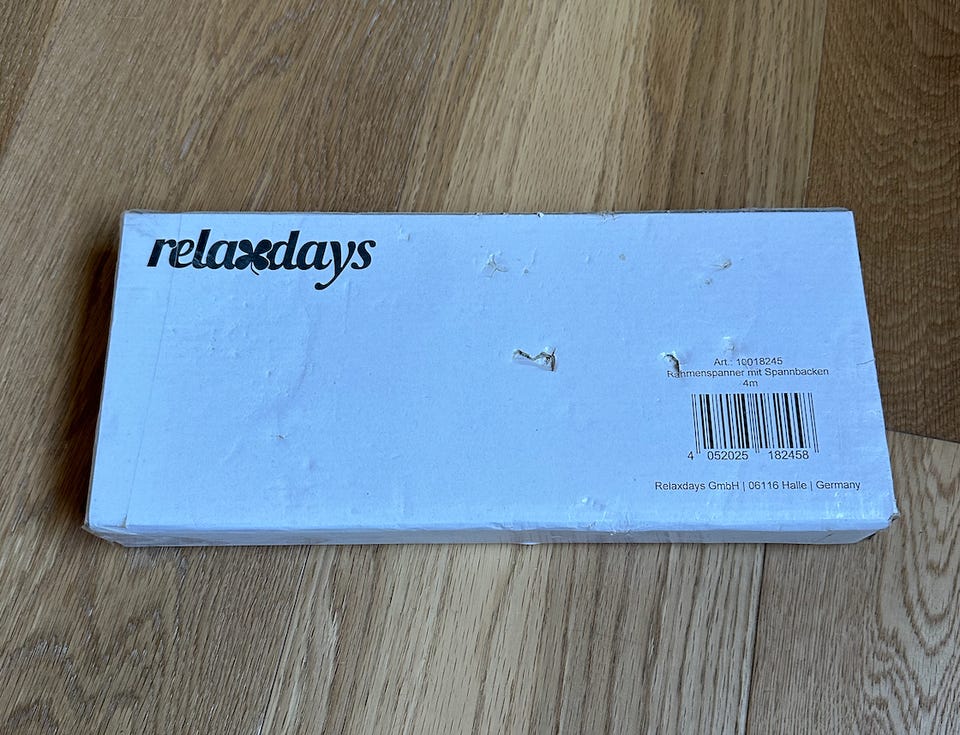 relaxdays
Art.: 10018245
Rahmenspanner mit Spannbacken
4m
4 052025 182458
Relaxdays GmbH | 06116 Halle | Germany